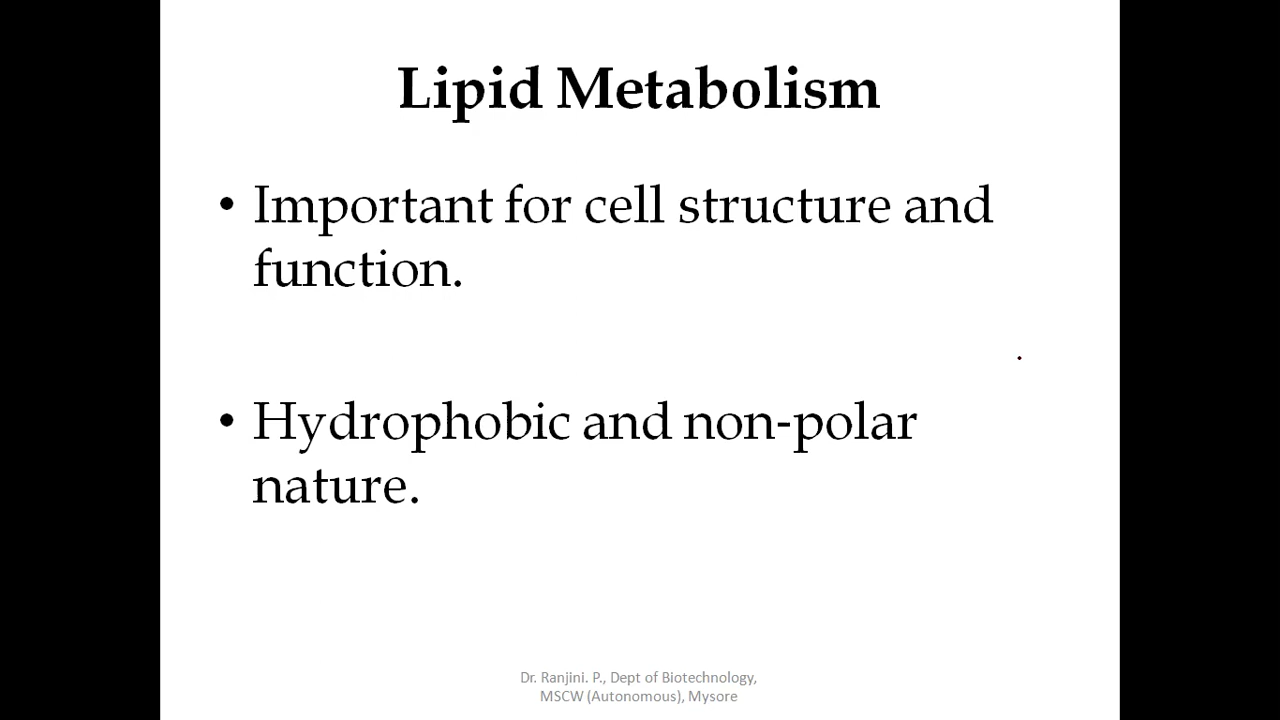 Lipid Metabolism
• Important for cell structure and
function.
.
• Hydrophobic and non-polar
nature.
Dr. Ranjini. P., Dept of Biotechnology,
MSCW (Autonomous), Mysore